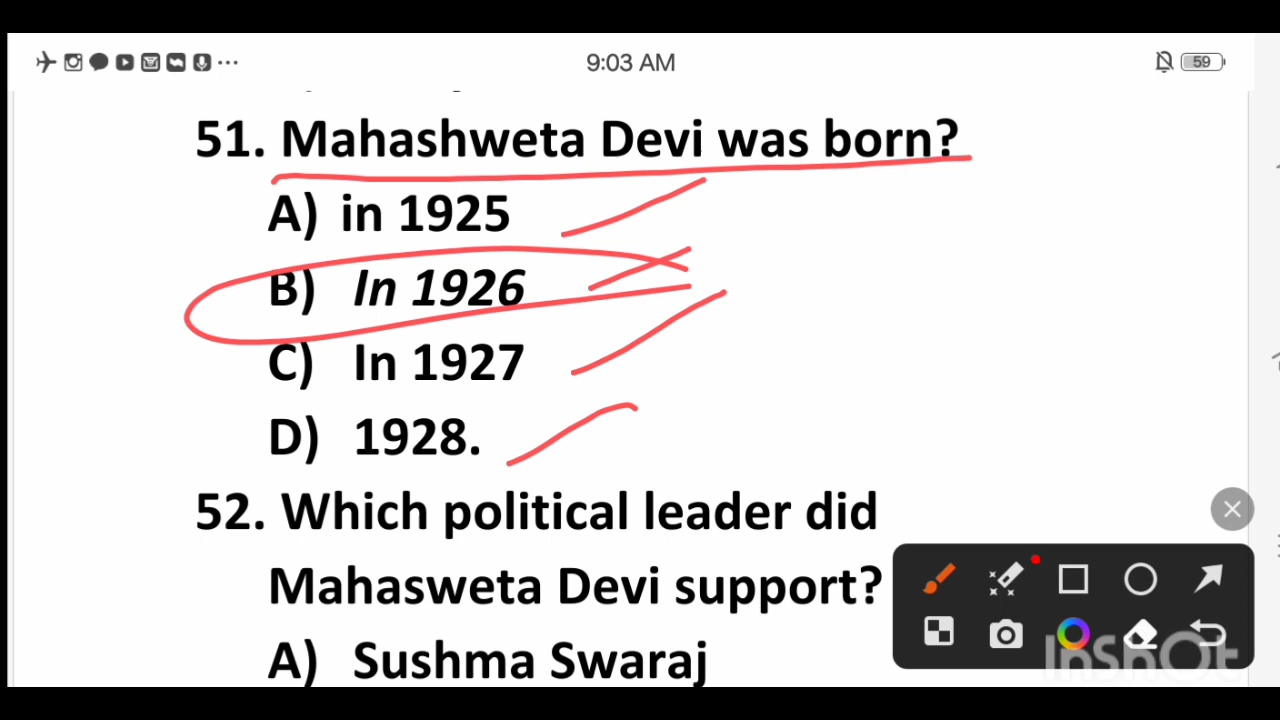 9:03 AM
59
51. Mahashweta Devi was born?
A) in 1925
B) In 1926
C) In 1927
D) 1928.
52. Which political leader did
Mahasweta Devi support?
A) Sushma Swaraj
InShOt